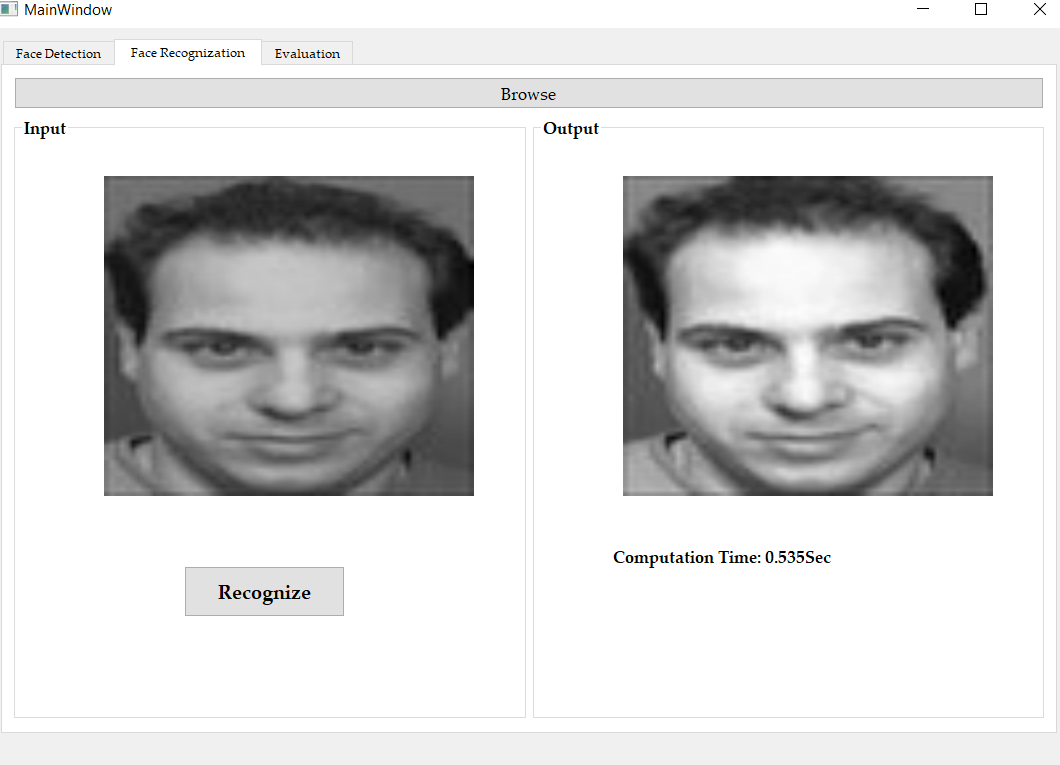 MainWindow
Face Detection
Face Recognization
Evaluation
Browse
Input
Output
Computation Time: 0.535Sec
Recognize